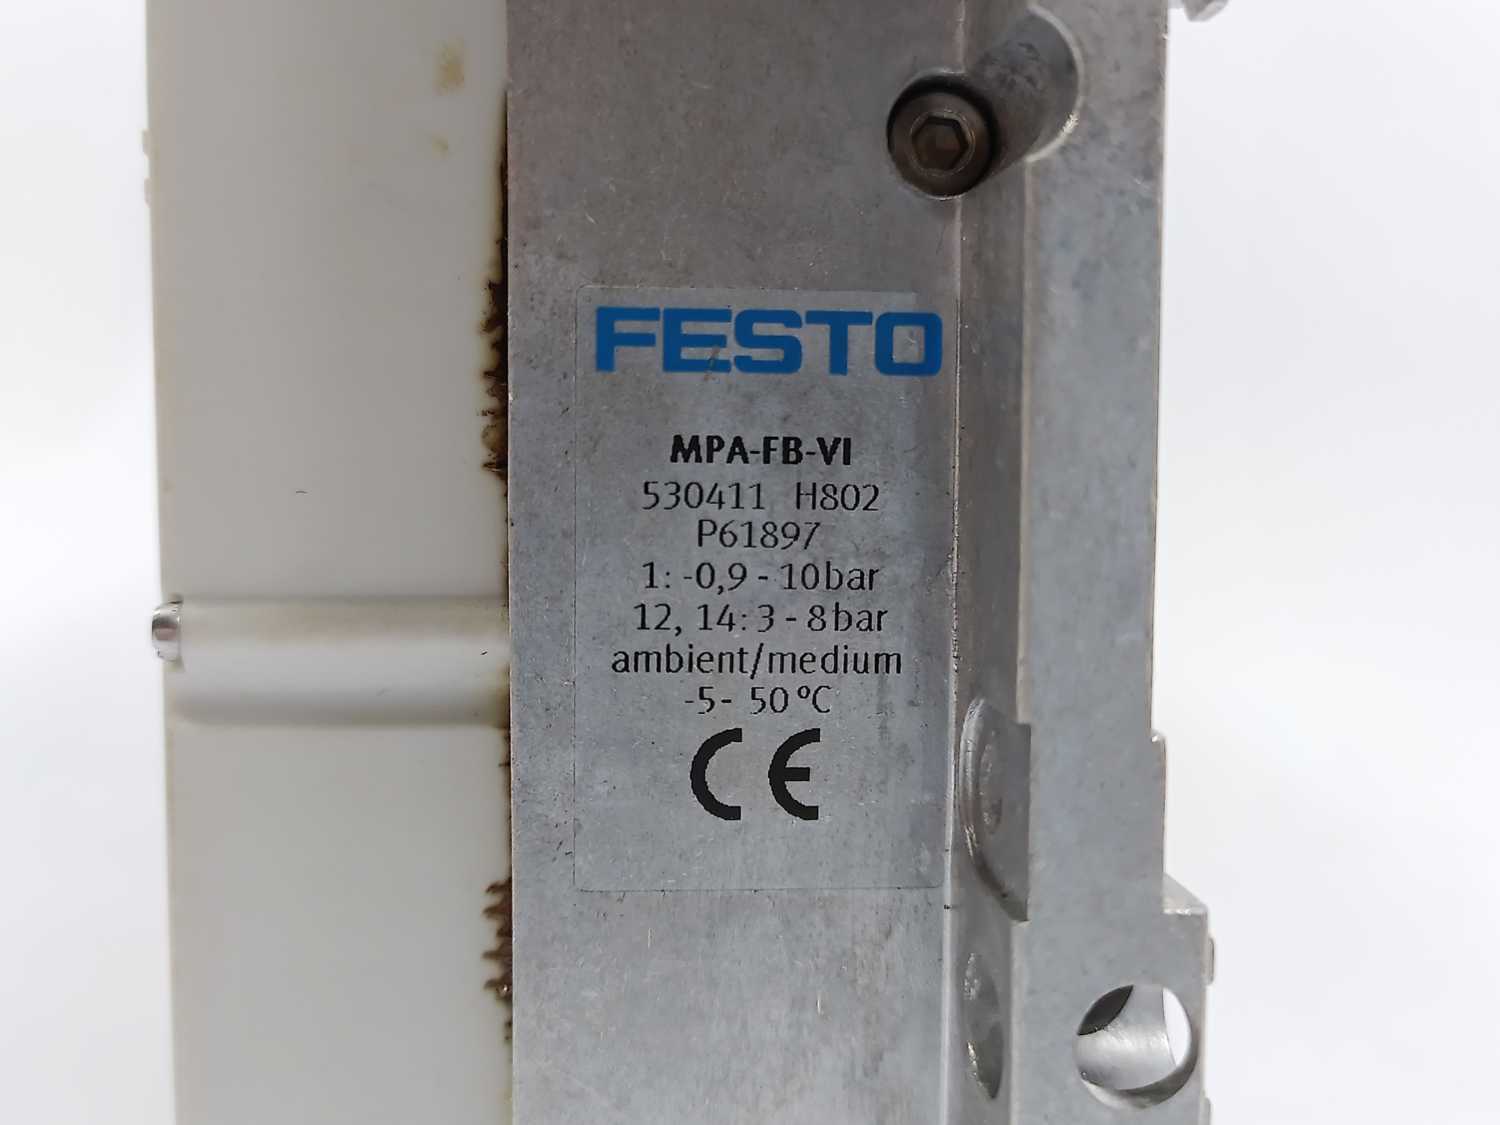 FESTO
MPA-FB-VI
530411 H802
P61897
1: -0,9 - 10bar
12, 14: 3 - 8bar
ambient/medium
-5- 50°C
CE